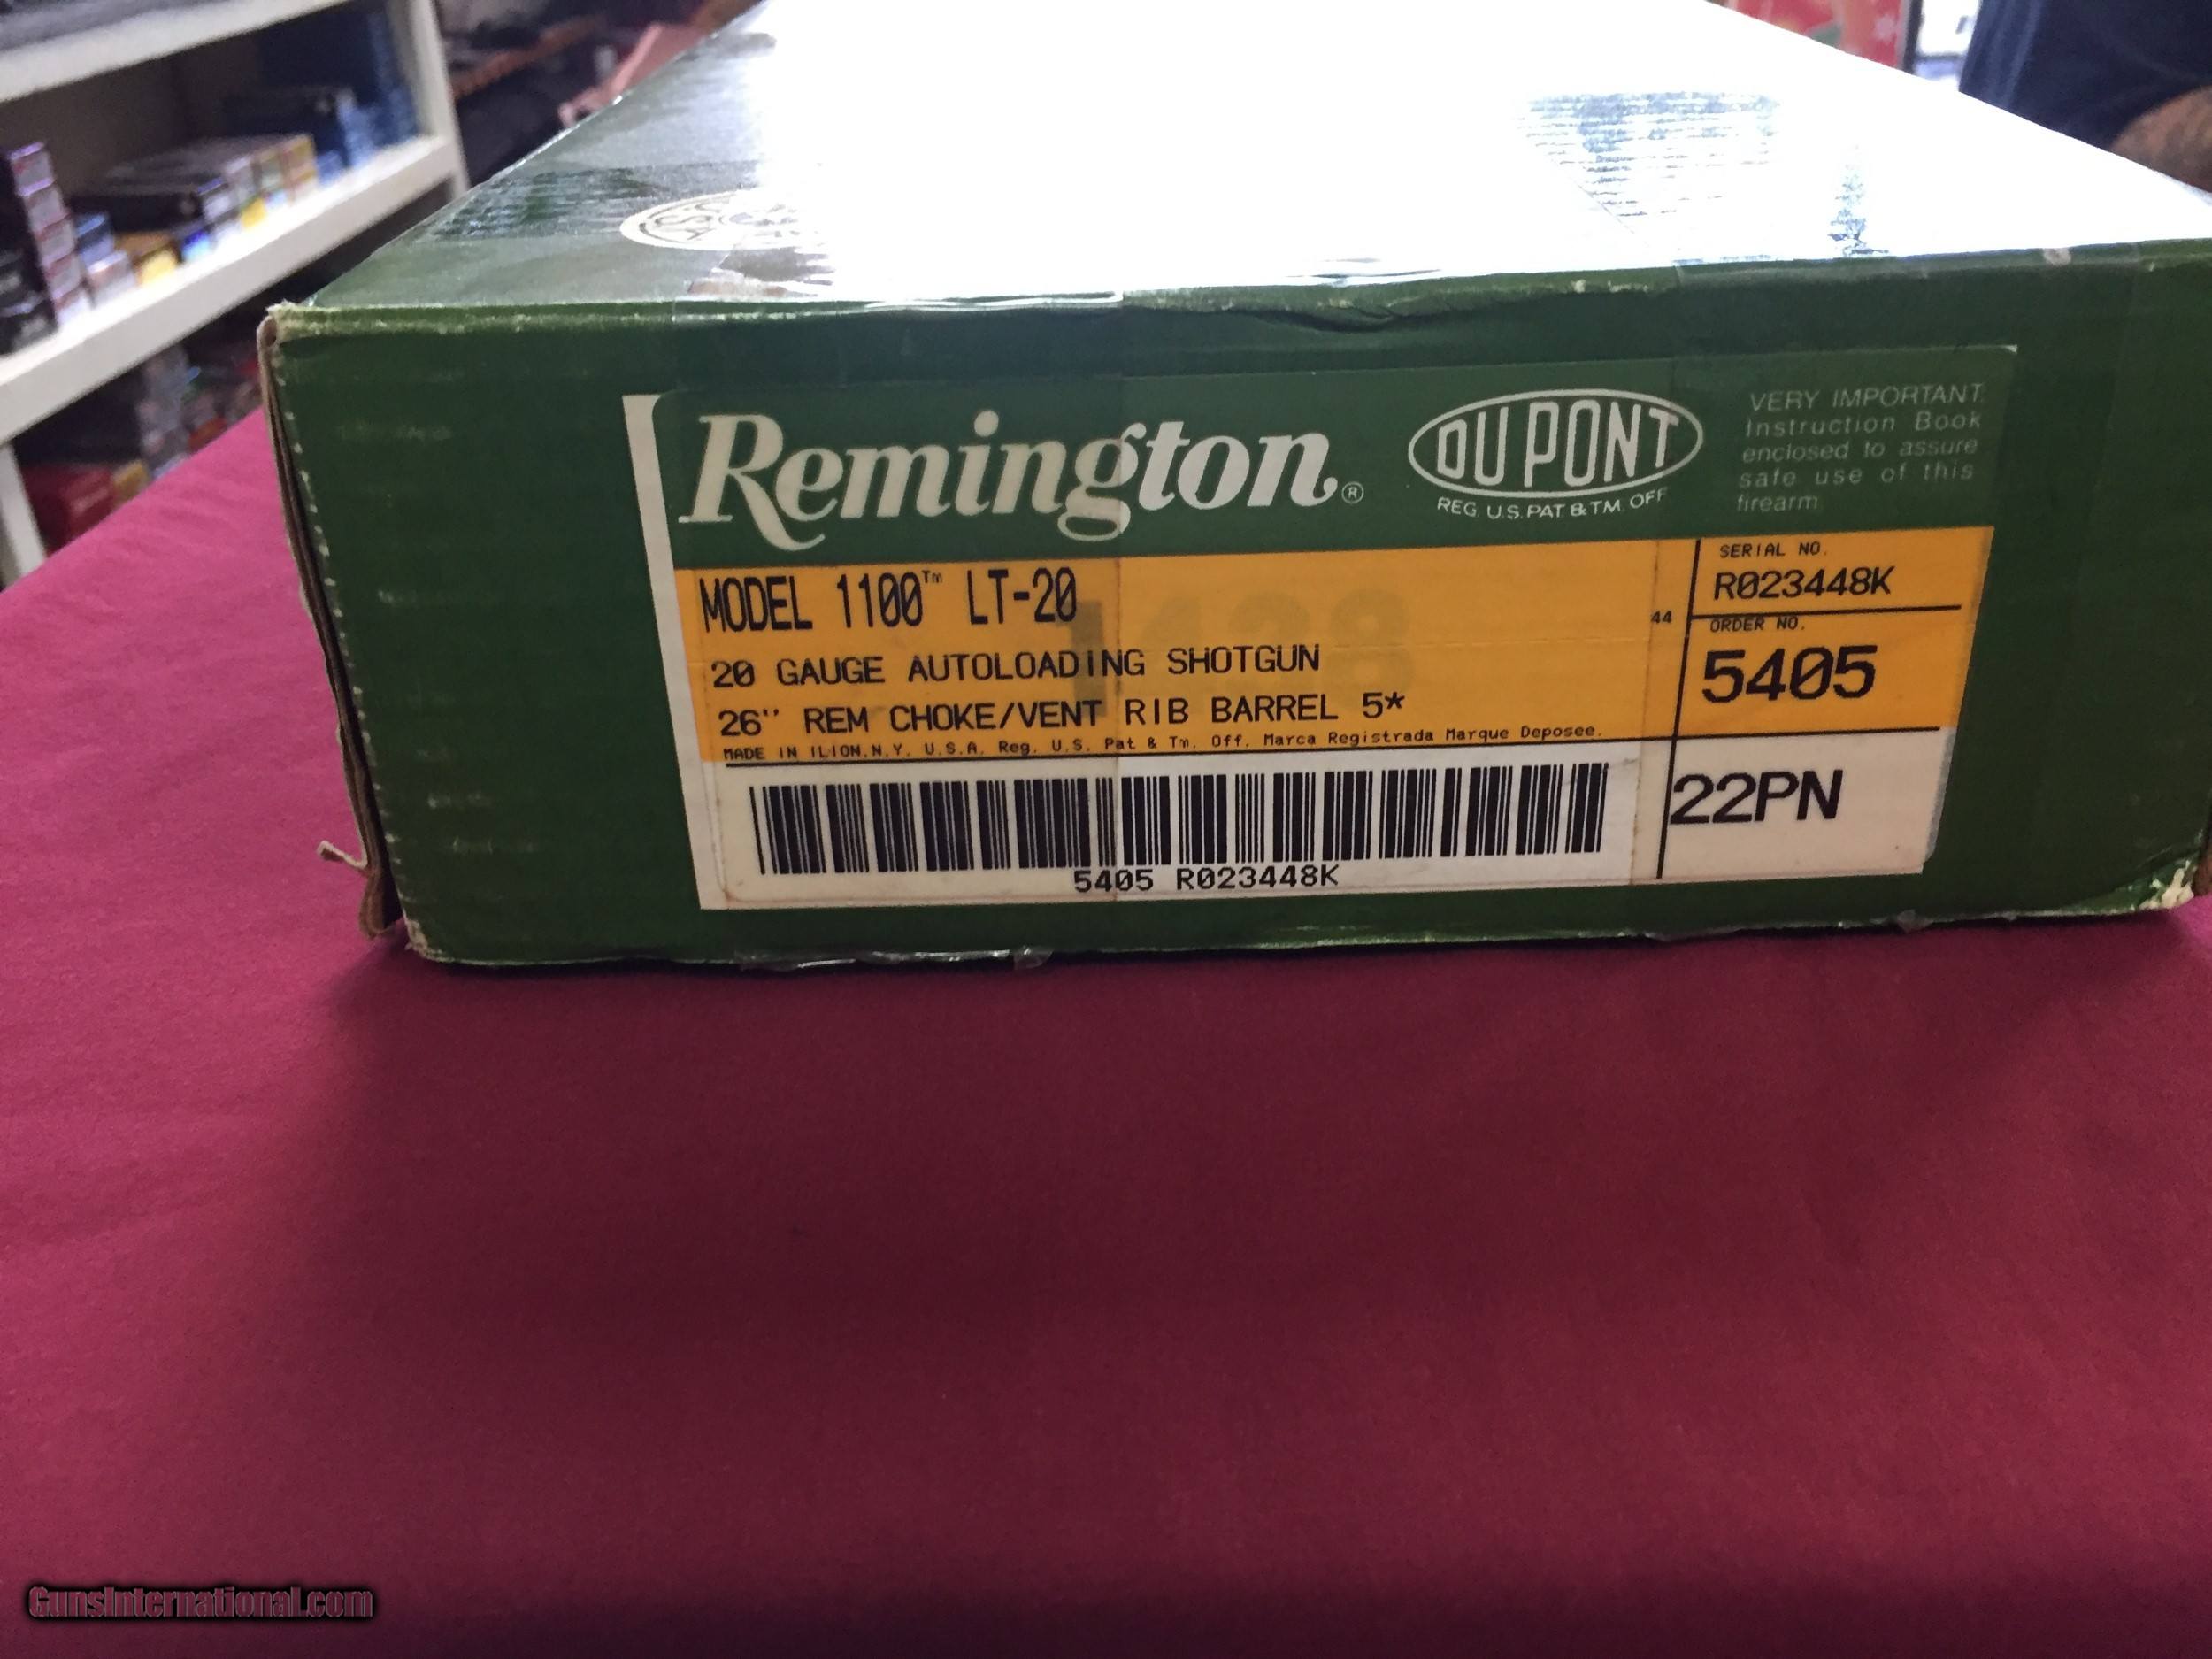 Remington®
DU PONT
REG. U.S. PAT & TM. OFF.
VERY IMPORTANT
Instruction Book
enclosed to assure
safe use of this
firearm
MODEL 1100™ LT-20
20 GAUGE AUTOLOADING SHOTGUN
26" REM CHOKE/VENT RIB BARREL 5*
MADE IN ILION,N.Y. U.S.A. Reg. U.S. Pat & Tm. Off. Marca Registrada Marque Deposee.
44
SERIAL NO.
R023448K
ORDER NO.
5405
22PN
5405 R023448K
GunsInternational.com